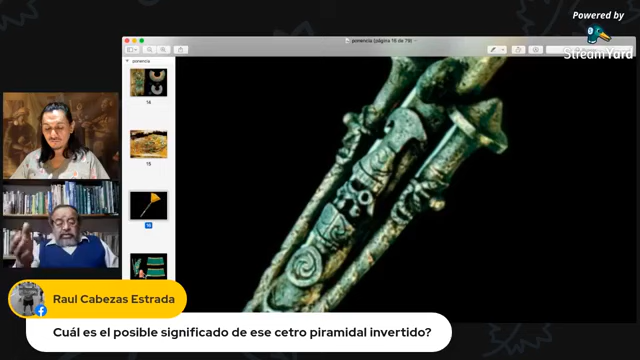 Powered by
StreamYard
ponencia (página 16 de 79)
ponencia
14
15
16
Raul Cabezas Estrada
Cuál es el posible significado de ese cetro piramidal invertido?